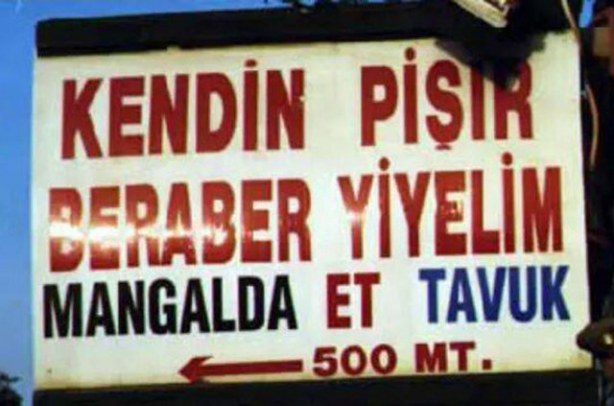 KENDİN PİŞİR
BERABER YİYELİM
MANGALDA ET TAVUK
500 MT.